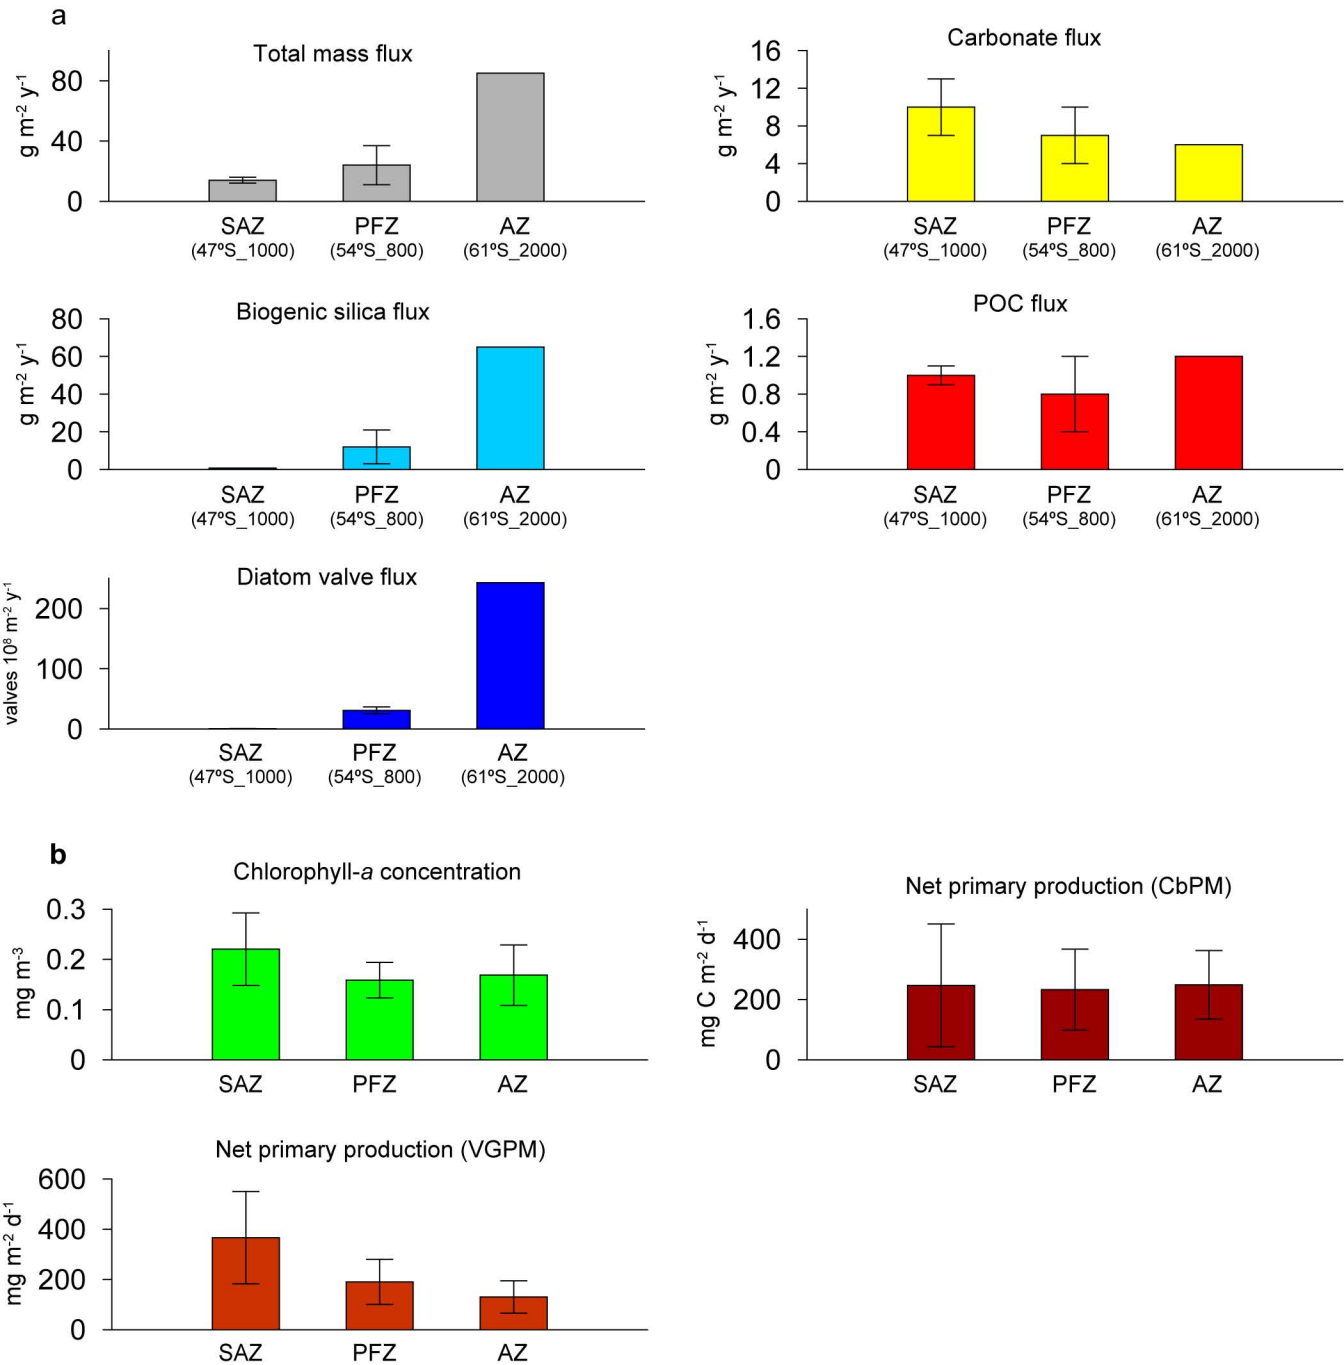 a
Total mass flux
g m⁻² y⁻¹
80
40
0
SAZ PFZ AZ
(47ºS_1000) (54ºS_800) (61ºS_2000)
Carbonate flux
g m⁻² y⁻¹
16
12
8
4
0
SAZ PFZ AZ
(47ºS_1000) (54ºS_800) (61ºS_2000)
Biogenic silica flux
g m⁻² y⁻¹
80
60
40
20
0
SAZ PFZ AZ
(47ºS_1000) (54ºS_800) (61ºS_2000)
POC flux
g m⁻² y⁻¹
1.6
1.2
0.8
0.4
0
SAZ PFZ AZ
(47ºS_1000) (54ºS_800) (61ºS_2000)
Diatom valve flux
valves 10⁸ m⁻² y⁻¹
200
100
0
SAZ PFZ AZ
(47ºS_1000) (54ºS_800) (61ºS_2000)
b
Chlorophyll-a concentration
mg m⁻³
0.3
0.2
0.1
0
SAZ PFZ AZ
Net primary production (CbPM)
mg C m⁻² d⁻¹
400
200
0
SAZ PFZ AZ
Net primary production (VGPM)
mg m⁻² d⁻¹
600
400
200
0
SAZ PFZ AZ